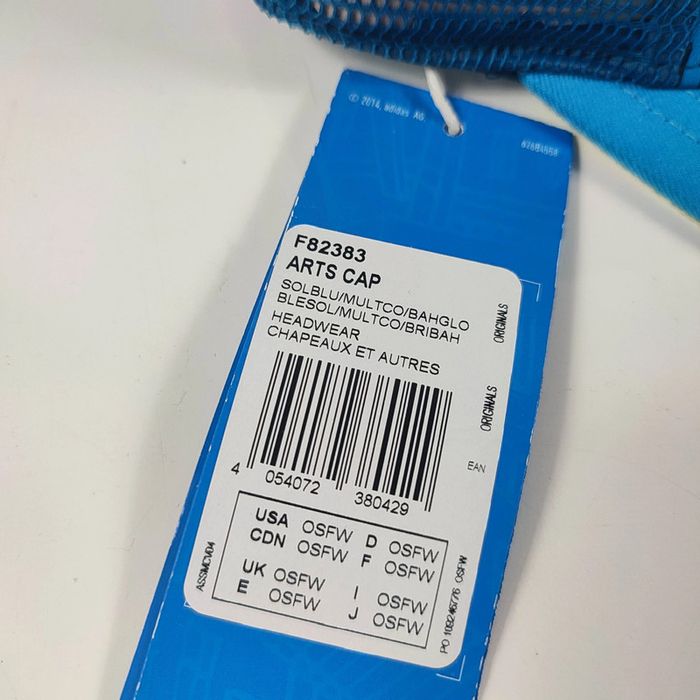 © 2014, adidas AG
F82383
ARTS CAP
SOLBLU/MULTCO/BAHGLO
BLESOL/MULTCO/BRIBAH
HEADWEAR
CHAPEAUX ET AUTRES
ORIGINALS
ORIGINALS
EAN
4 054072 380429
USA OSFW D OSFW
CDN OSFW F OSFW
UK OSFW I OSFW
E OSFW J OSFW
ASSMCV04